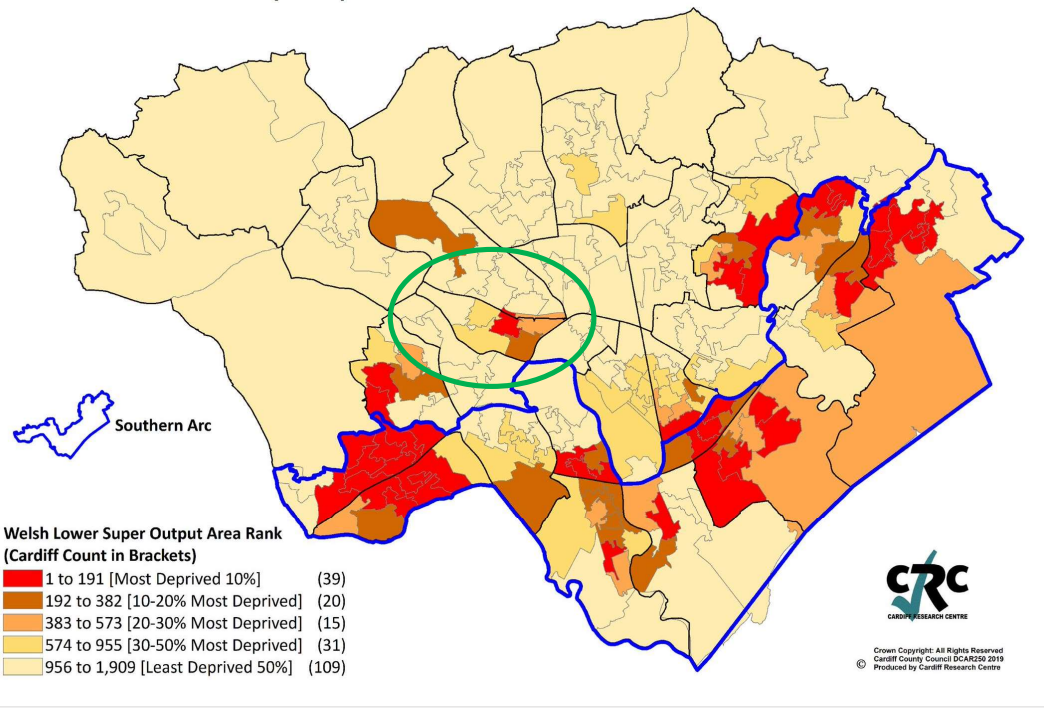 Southern Arc
Welsh Lower Super Output Area Rank
(Cardiff Count in Brackets)
1 to 191 [Most Deprived 10%] (39)
192 to 382 [10-20% Most Deprived] (20)
383 to 573 [20-30% Most Deprived] (15)
574 to 955 [30-50% Most Deprived] (31)
956 to 1,909 [Least Deprived 50%] (109)
CRC
CARDIFF RESEARCH CENTRE
Crown Copyright: All Rights Reserved
© Cardiff County Council DCAR250 2019
Produced by Cardiff Research Centre